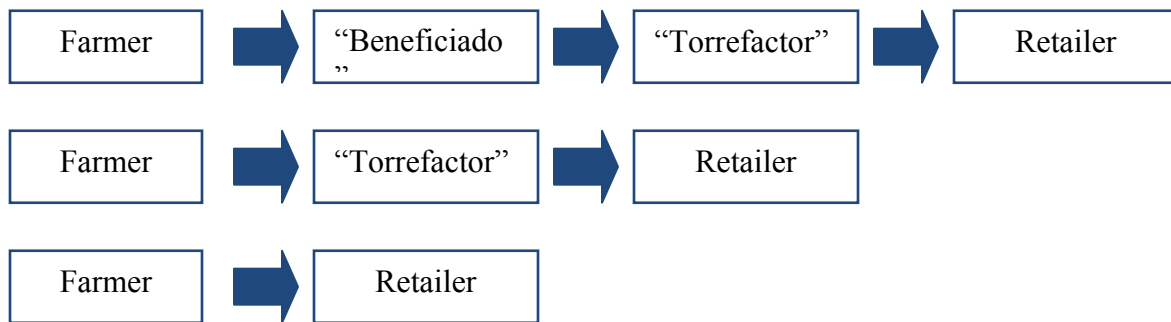 Farmer
“Beneficiado
”
“Torrefactor”
Retailer
Farmer
“Torrefactor”
Retailer
Farmer
Retailer